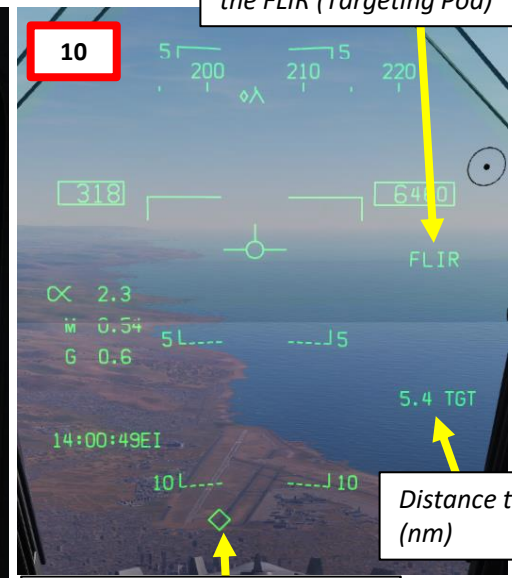 the FLIR (Targeting Pod)
10
5 5
200 210 220
318
6460
FLIR
α 2.3
M 0.54
G 0.6
5 5
5.4 TGT
14:00:49EI
10 10
Distance t
(nm)